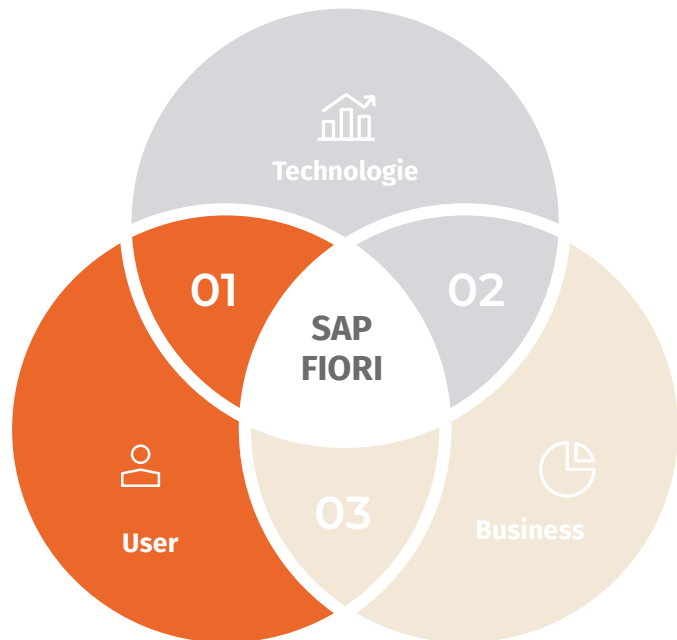 Technologie
01
02
SAP
FIORI
03
User
Business